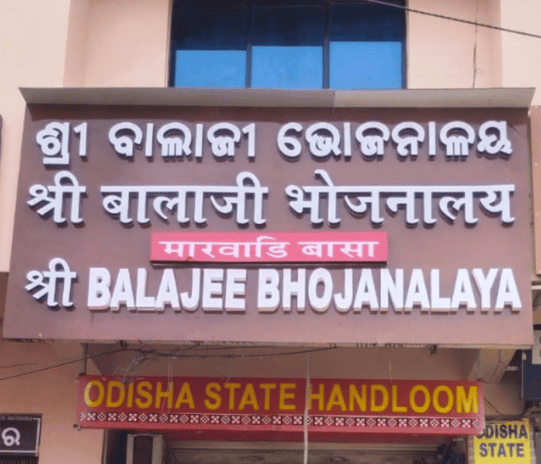 ଶ୍ରୀ ବାଲାଜୀ ଭୋଜନାଳୟ
श्री बालाजी भोजनालय
मारवाडि बासा
श्री BALAJEE BHOJANALAYA
ODISHA STATE HANDLOOM
ODISHA
STATE